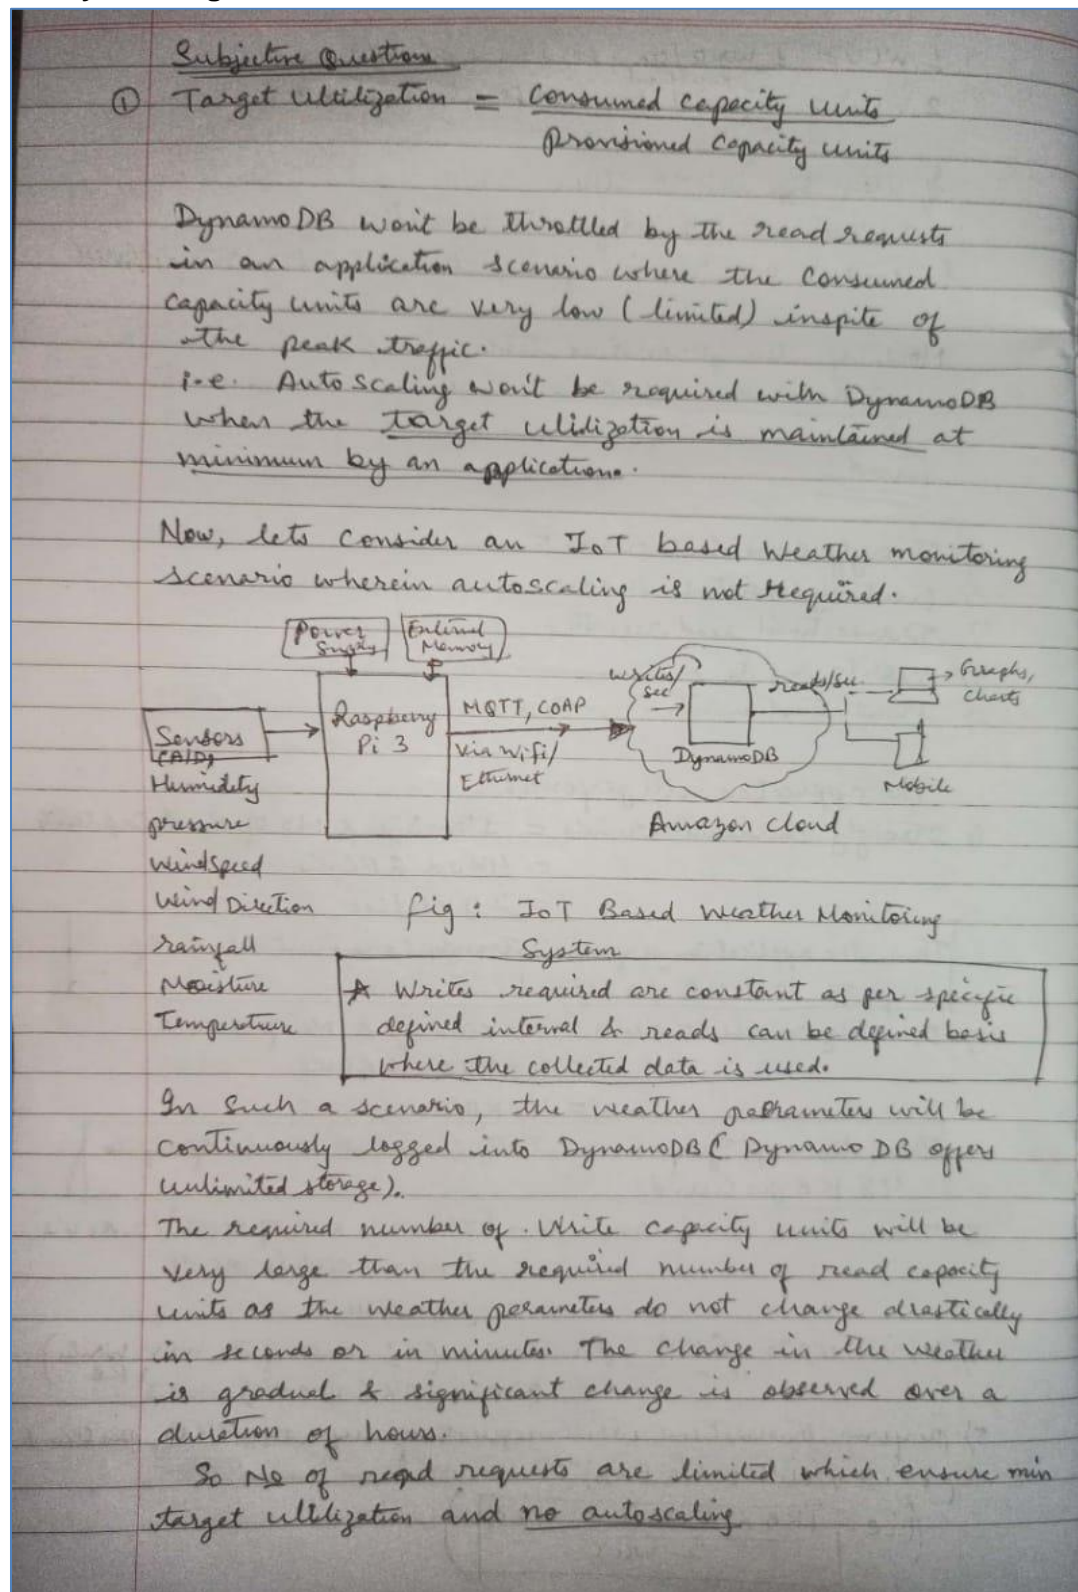 Subjective Questions
① Target Ultilization = Consumed capacity units
Provisioned Capacity units
DynamoDB won't be throttled by the read requests
in an application scenario where the Consumed
capacity units are very low (limited) inspite of
the peak traffic.
i.e. Auto scaling won't be required with DynamoDB
when the target utilization is maintained at
minimum by an application.
Now, lets consider an IoT based Weather monitoring
scenario wherein autoscaling is not required.
Power Supply
External Memory
Sensors
(A/D)
Raspberry
Pi 3
MQTT, COAP
Via Wifi/
Ethernet
writes/
sec
DynamoDB
reads/sec
Graphs,
Charts
Mobile
Amazon cloud
Humidity
pressure
WindSpeed
Wind Direction
rainfall
Moisture
Temperature
fig : IoT Based Weather Monitoring
System
* Writes required are constant as per specific
defined interval & reads can be defined basis
where the collected data is used.
In Such a scenario, the weather parameters will be
continuously logged into DynamoDB ( Dynamo DB offers
unlimited storage).
The required number of Write capacity units will be
very large than the required number of read capacity
units as the weather parameters do not change drastically
in seconds or in minutes. The change in the weather
is gradual & significant change is observed over a
duration of hours.
So No of read requests are limited which ensure min
target utilization and no autoscaling